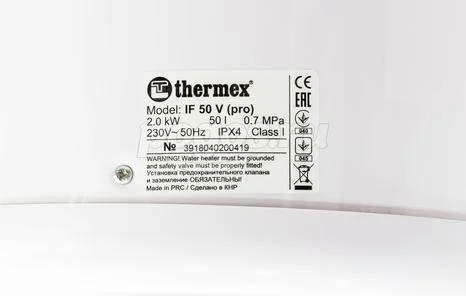 thermex®
Model: IF 50 V (pro)
2.0 kW 50 l 0.7 MPa
230V~ 50Hz IPX4 Class I
№ 3918040200419
WARNING! Water heater must be grounded
and safety valve must be properly fitted!
Установка предохранительного клапана
и заземление ОБЯЗАТЕЛЬНЫ!
Made in PRC / Сделано в КНР
CE
EAC
040
045